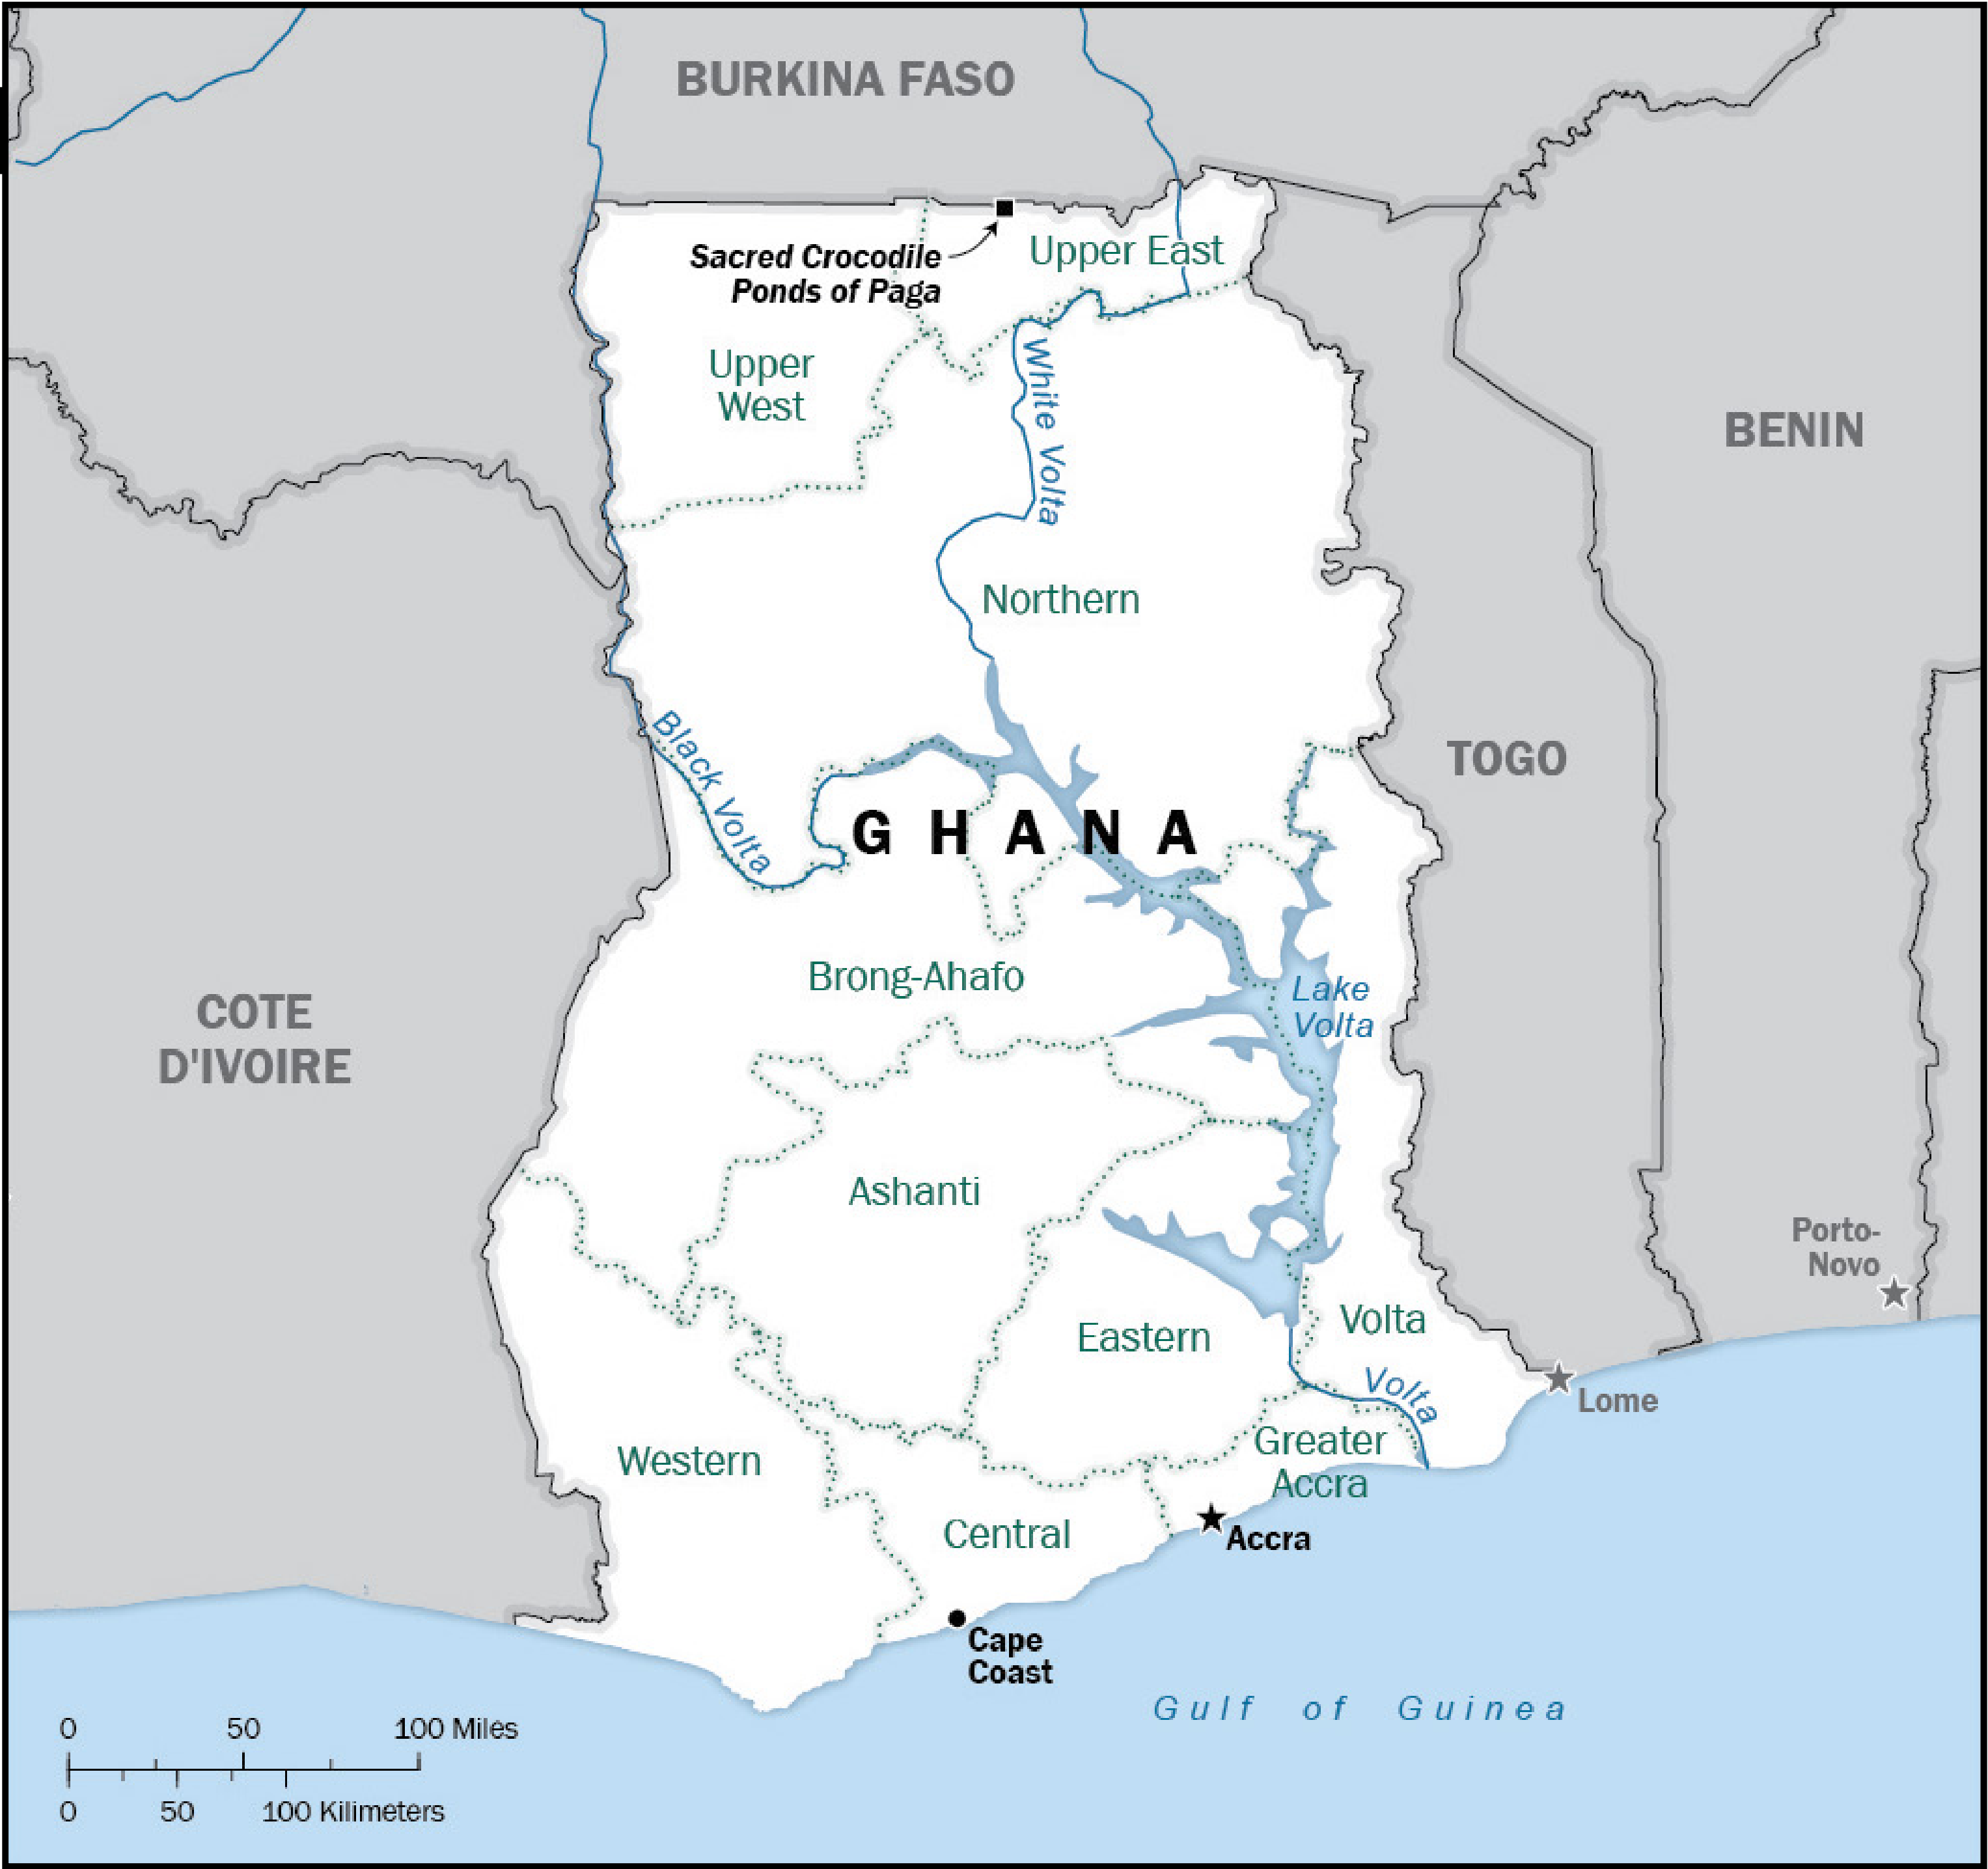 BURKINA FASO
Sacred Crocodile
Ponds of Paga
Upper East
Upper
West
White Volta
BENIN
Northern
Black Volta
TOGO
GHANA
Brong-Ahafo
Lake
Volta
COTE
D'IVOIRE
Ashanti
Porto-
Novo
Eastern
Volta
Volta
Lome
Greater
Accra
Western
Central
Accra
Cape
Coast
Gulf of Guinea
0 50 100 Miles
0 50 100 Kilimeters